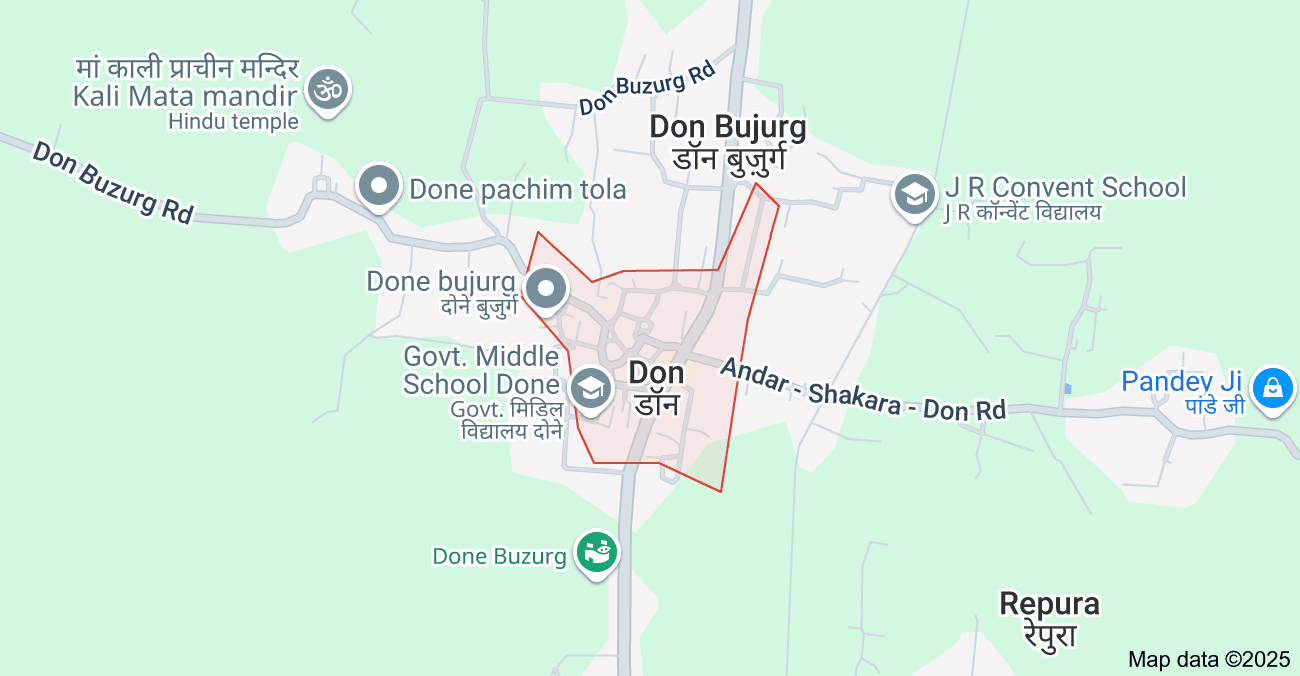 मां काली प्राचीन मन्दिर
Kali Mata mandir
Hindu temple
Don Buzurg Rd
Don Bujurg
डॉन बुज़ुर्ग
Don Buzurg Rd
Done pachim tola
J R Convent School
J R कॉन्वेंट विद्यालय
Done bujurg
दोने बुजुर्ग
Govt. Middle
School Done
Govt. मिडिल
विद्यालय दोने
Don
डॉन
Andar - Shakara - Don Rd
Pandey Ji
पांडे जी
Done Buzurg
Repura
रेपुरा
Map data ©2025